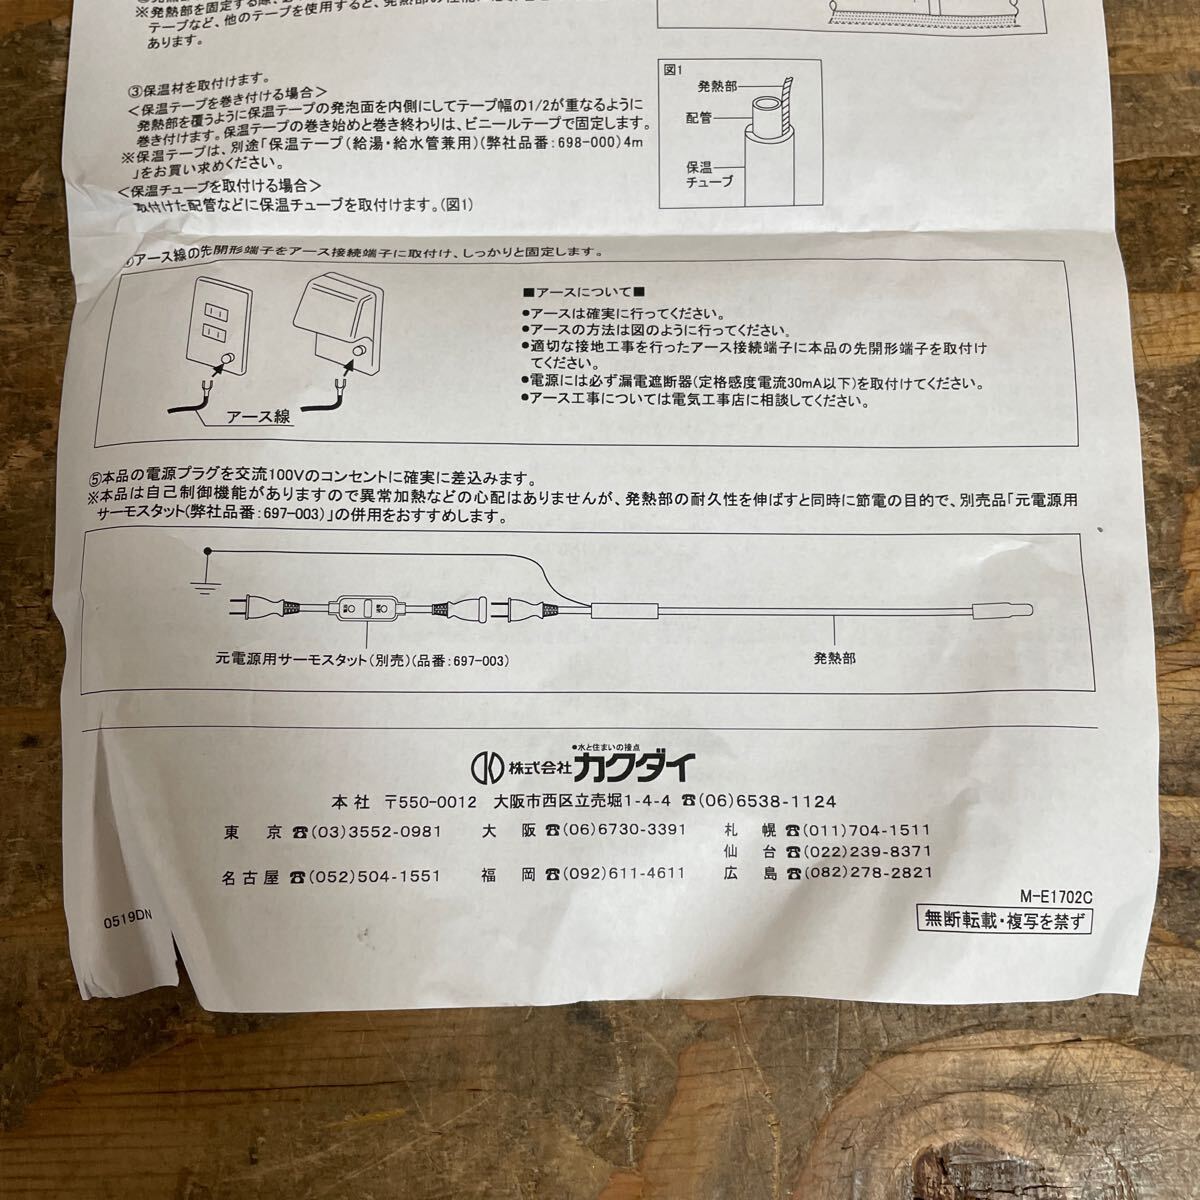 ※発熱部を固定する際、
テープなど、他のテープを使用すると、発熱部の性能に
あります。
③保温材を取付けます。
＜保温テープを巻き付ける場合＞
発熱部を覆うように保温テープの発泡面を内側にしてテープ幅の1/2が重なるように
巻き付けます。保温テープの巻き始めと巻き終わりは、ビニールテープで固定します。
※保温テープは、別途「保温テープ(給湯・給水管兼用)(弊社品番:698-000)4m
」をお買い求めください。
＜保温チューブを取付ける場合＞
取付けた配管などに保温チューブを取付けます。(図1)
図1
発熱部
配管
保温
チューブ
④アース線の先開形端子をアース接続端子に取付け、しっかりと固定します。
アース線
■アースについて■
●アースは確実に行ってください。
●アースの方法は図のように行ってください。
●適切な接地工事を行ったアース接続端子に本品の先開形端子を取付け
てください。
●電源には必ず漏電遮断器(定格感度電流30mA以下)を取付けてください。
●アース工事については電気工事店に相談してください。
⑤本品の電源プラグを交流100Vのコンセントに確実に差込みます。
※本品は自己制御機能がありますので異常加熱などの心配はありませんが、発熱部の耐久性を伸ばすと同時に節電の目的で、別売品「元電源用
サーモスタット(弊社品番:697-003)」の併用をおすすめします。
元電源用サーモスタット(別売)(品番:697-003)
発熱部
●水と住まいの接点
株式会社カクダイ
本社 〒550-0012 大阪市西区立売堀1-4-4 ☎(06)6538-1124
東京☎(03)3552-0981 大阪☎(06)6730-3391 札幌☎(011)704-1511
仙台☎(022)239-8371
名古屋☎(052)504-1551 福岡☎(092)611-4611 広島☎(082)278-2821
M-E1702C
0519DN
無断転載・複写を禁ず